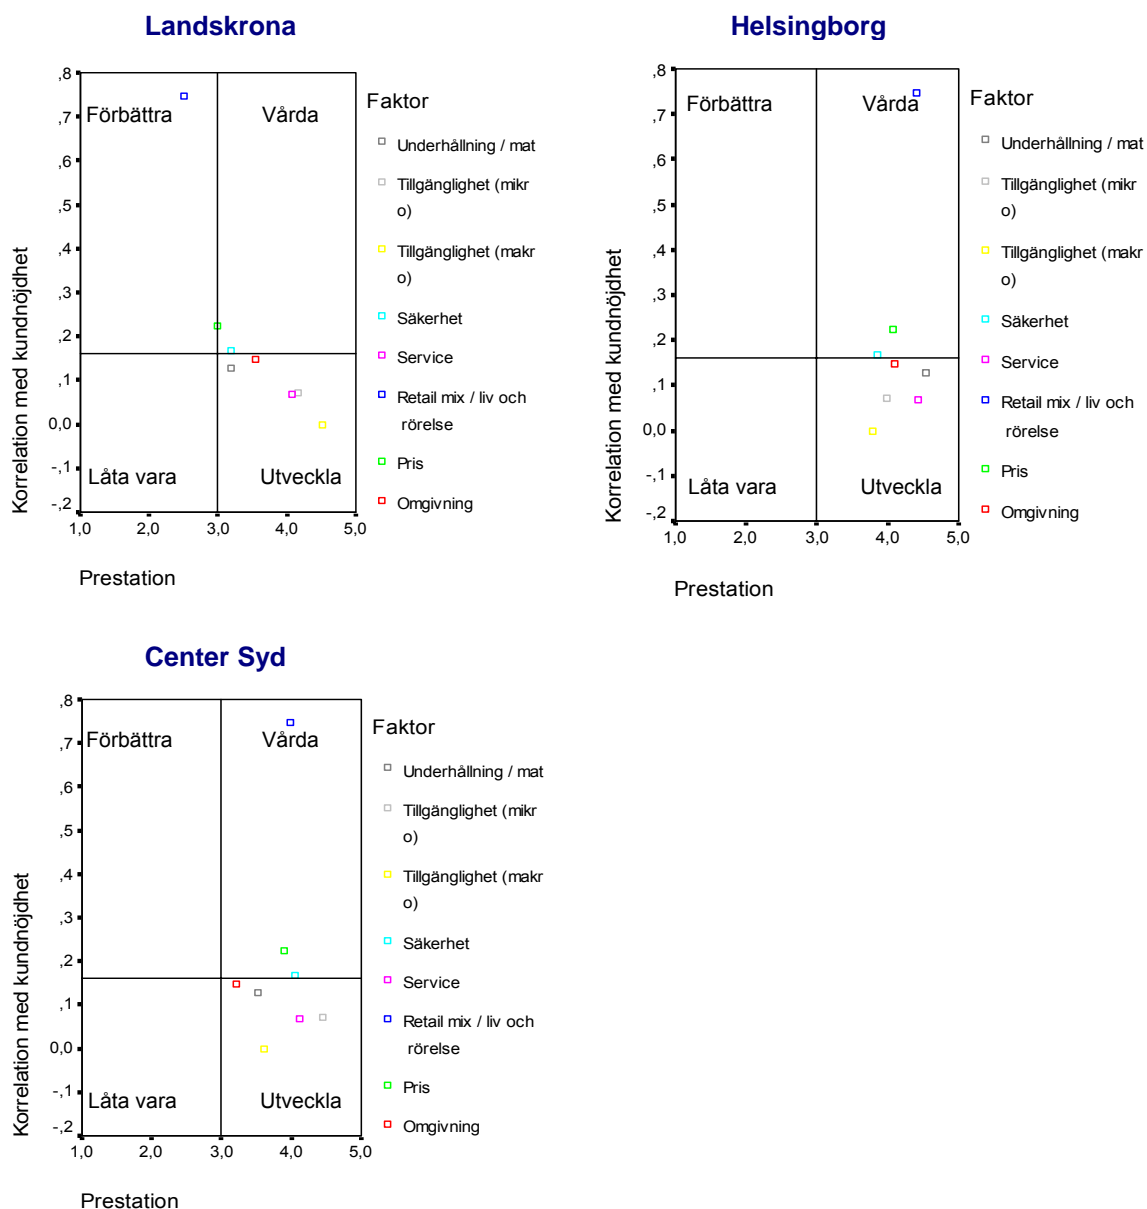 Landskrona
Korrelation med kundnöjdhet
,8
,7
,6
,5
,4
,3
,2
,1
0,0
-,1
-,2
Förbättra
Vårda
Låta vara
Utveckla
1,0
2,0
3,0
4,0
5,0
Prestation
Faktor
Underhållning / mat
Tillgänglighet (mikr
o)
Tillgänglighet (makr
o)
Säkerhet
Service
Retail mix / liv och
rörelse
Pris
Omgivning
Helsingborg
Korrelation med kundnöjdhet
,8
,7
,6
,5
,4
,3
,2
,1
0,0
-,1
-,2
Förbättra
Vårda
Låta vara
Utveckla
1,0
2,0
3,0
4,0
5,0
Prestation
Faktor
Underhållning / mat
Tillgänglighet (mikr
o)
Tillgänglighet (makr
o)
Säkerhet
Service
Retail mix / liv och
rörelse
Pris
Omgivning
Center Syd
Korrelation med kundnöjdhet
,8
,7
,6
,5
,4
,3
,2
,1
0,0
-,1
-,2
Förbättra
Vårda
Låta vara
Utveckla
1,0
2,0
3,0
4,0
5,0
Prestation
Faktor
Underhållning / mat
Tillgänglighet (mikr
o)
Tillgänglighet (makr
o)
Säkerhet
Service
Retail mix / liv och
rörelse
Pris
Omgivning